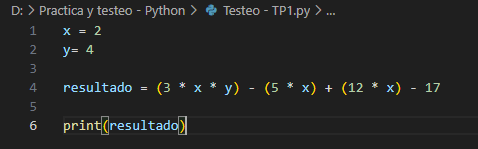 D: > Practica y testeo - Python > Testeo - TP1.py > ...
1 x = 2
2 y= 4
3
4 resultado = (3 * x * y) - (5 * x) + (12 * x) - 17
5
6 print(resultado)